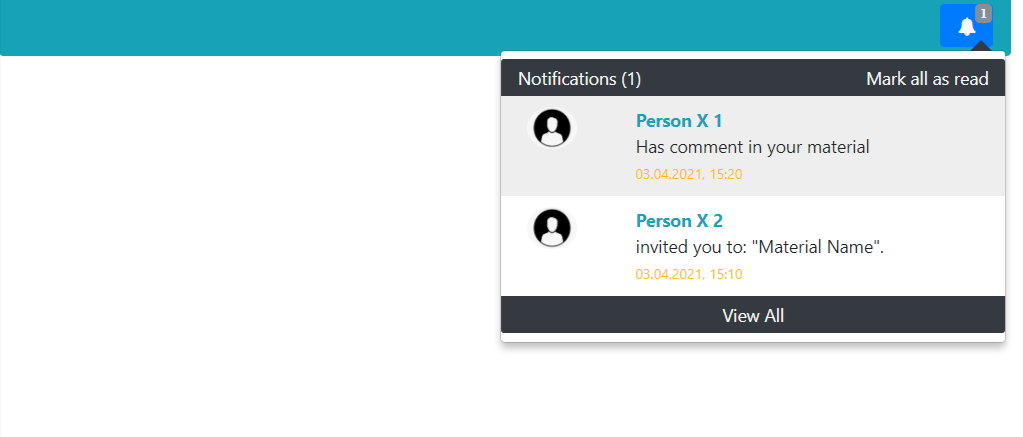 1
Notifications (1) Mark all as read
Person X 1
Has comment in your material
03.04.2021, 15:20
Person X 2
invited you to: "Material Name".
03.04.2021, 15:10
View All